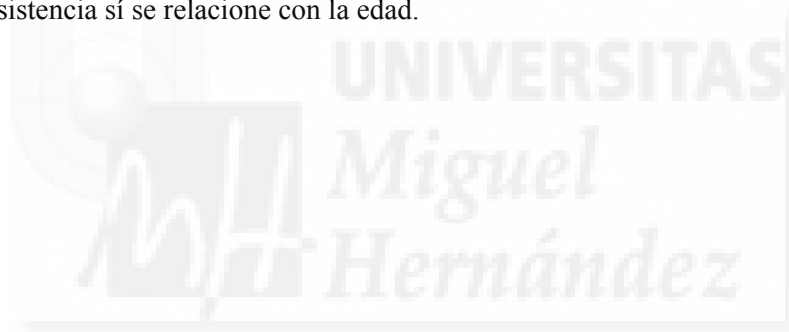 sistencia sí se relacione con la edad.
UNIVERSITAS
Miguel
Hernández